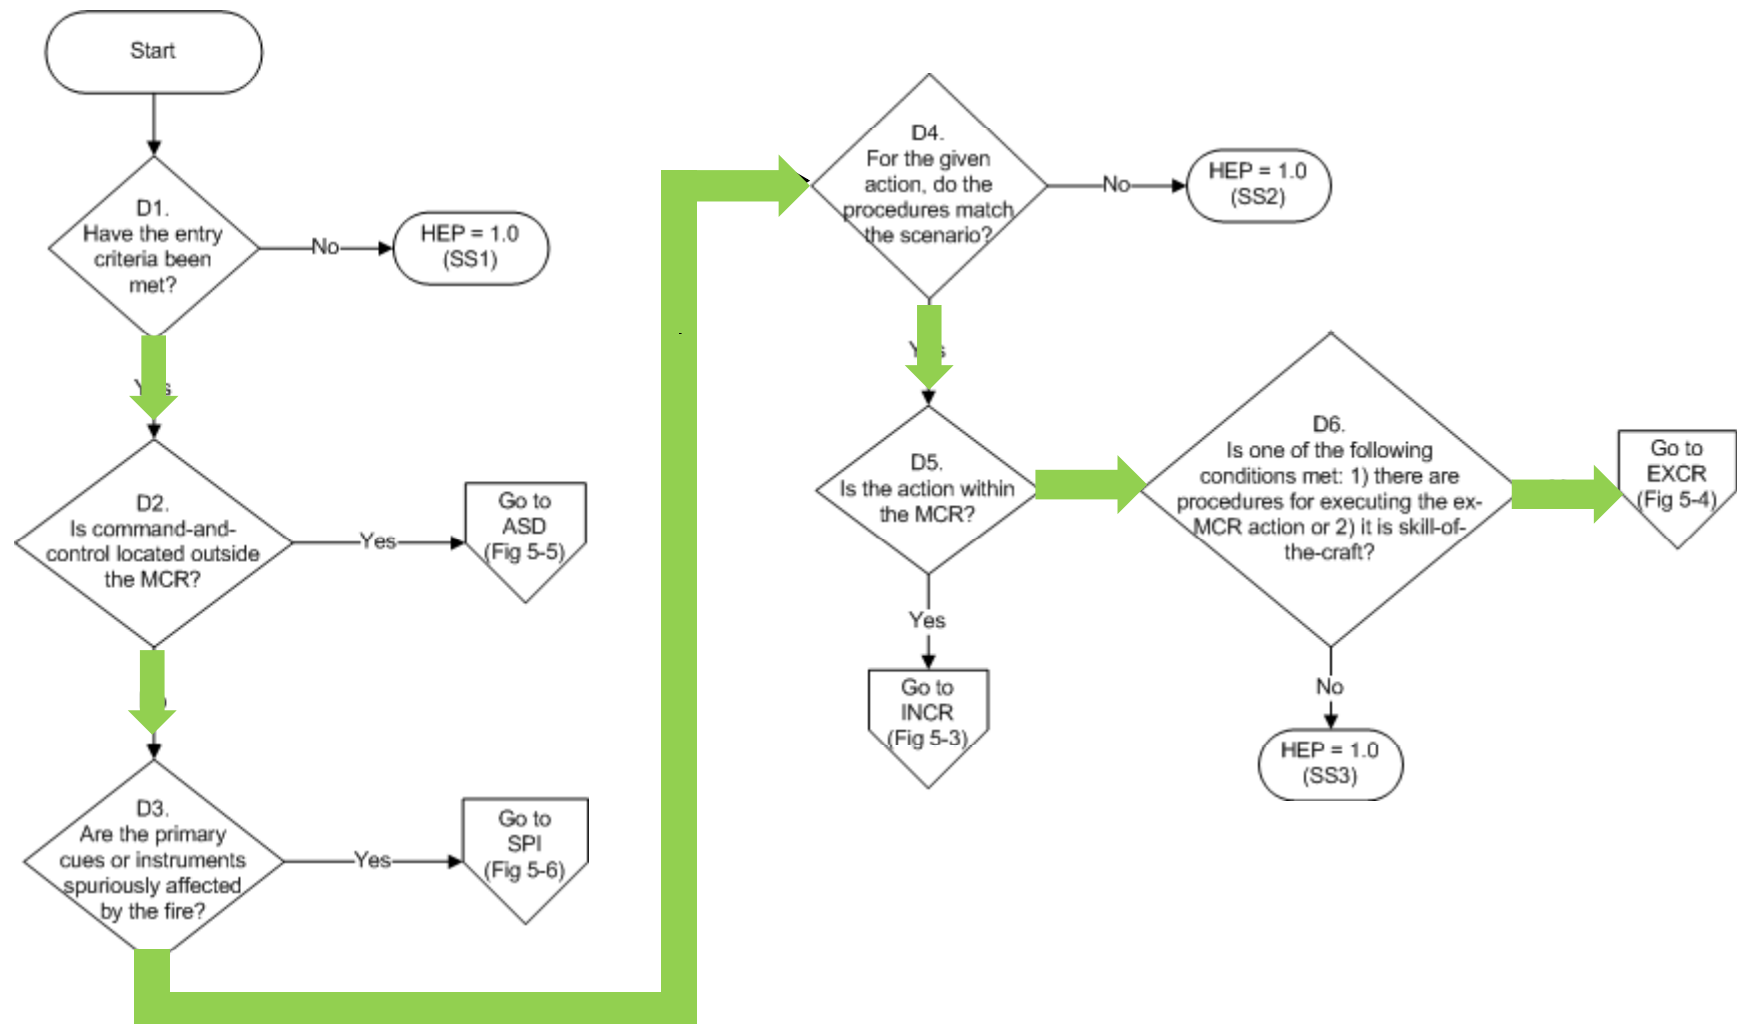 Start
D1.
Have the entry
criteria been
met?
No
HEP = 1.0
(SS1)
D2.
Is command-and-
control located outside
the MCR?
Yes
Go to
ASD
(Fig 5-5)
D3.
Are the primary
cues or instruments
spuriously affected
by the fire?
Yes
Go to
SPI
(Fig 5-6)
D4.
For the given
action, do the
procedures match
the scenario?
No
HEP = 1.0
(SS2)
D5.
Is the action within
the MCR?
Yes
Go to
INCR
(Fig 5-3)
D6.
Is one of the following
conditions met: 1) there are
procedures for executing the ex-
MCR action or 2) it is skill-of-
the-craft?
No
HEP = 1.0
(SS3)
Go to
EXCR
(Fig 5-4)